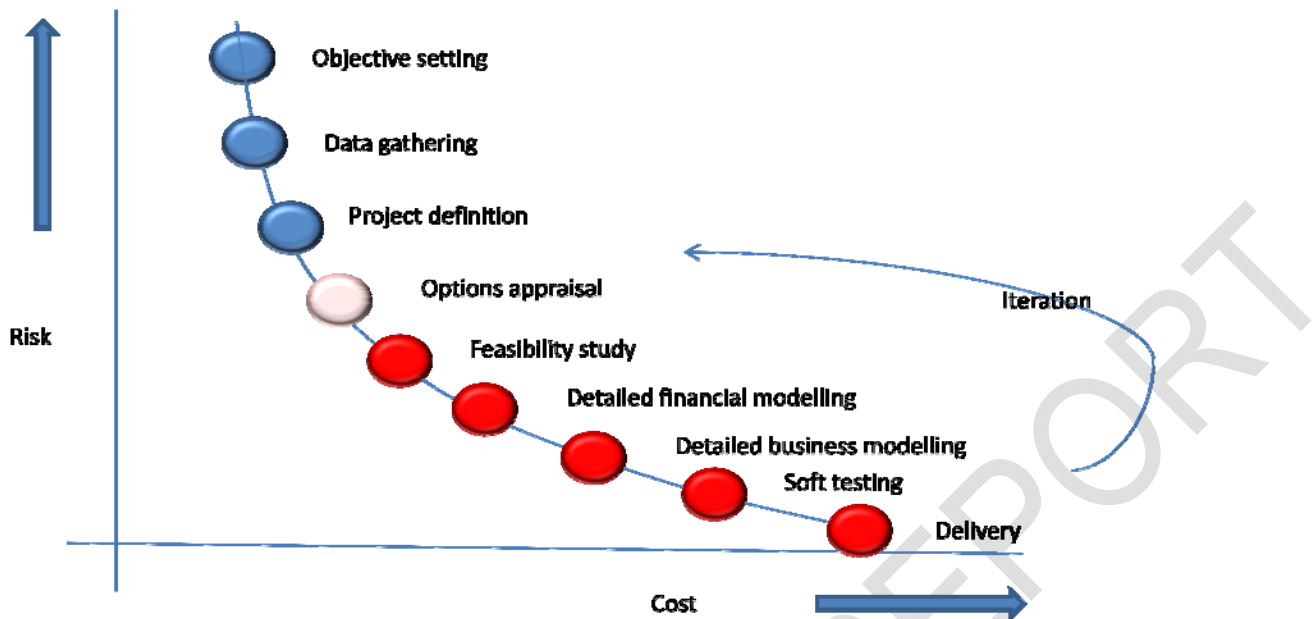 Objective setting
Data gathering
Project definition
Options appraisal
Iteration
Risk
Feasibility study
Detailed financial modelling
Detailed business modelling
Soft testing
Delivery
Cost
REPORT